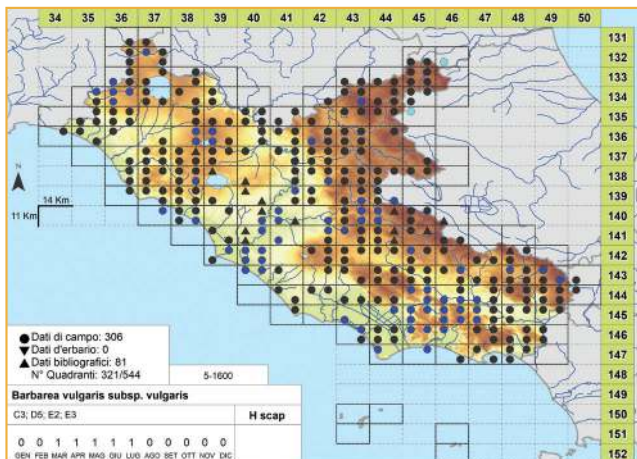 34 35 36 37 38 39 40 41 42 43 44 45 46 47 48 49 50
131
132
133
134
135
136
137
138
139
140
141
142
143
144
145
146
147
148
149
150
151
152
N
14 Km
11 Km
Dati di campo: 306
Dati d'erbario: 0
Dati bibliografici: 81
N° Quadranti: 321/544
5-1600
Barbarea vulgaris subsp. vulgaris
C3; D5; E2; E3
H scap
0 0 1 1 1 1 1 0 0 0 0 0
GEN FEB MAR APR MAG GIU LUG AGO SET OTT NOV DIC